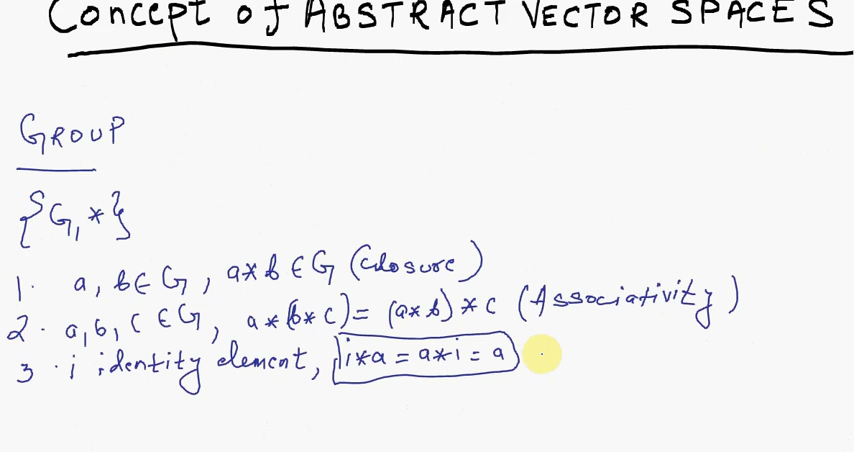 Concept of ABSTRACT VECTOR SPACES
GROUP
{G, *}
1. a, b ∈ G, a * b ∈ G (Closure)
2. a, b, c ∈ G, a * (b * c) = (a * b) * c (Associativity)
3. i identity element, i * a = a * i = a